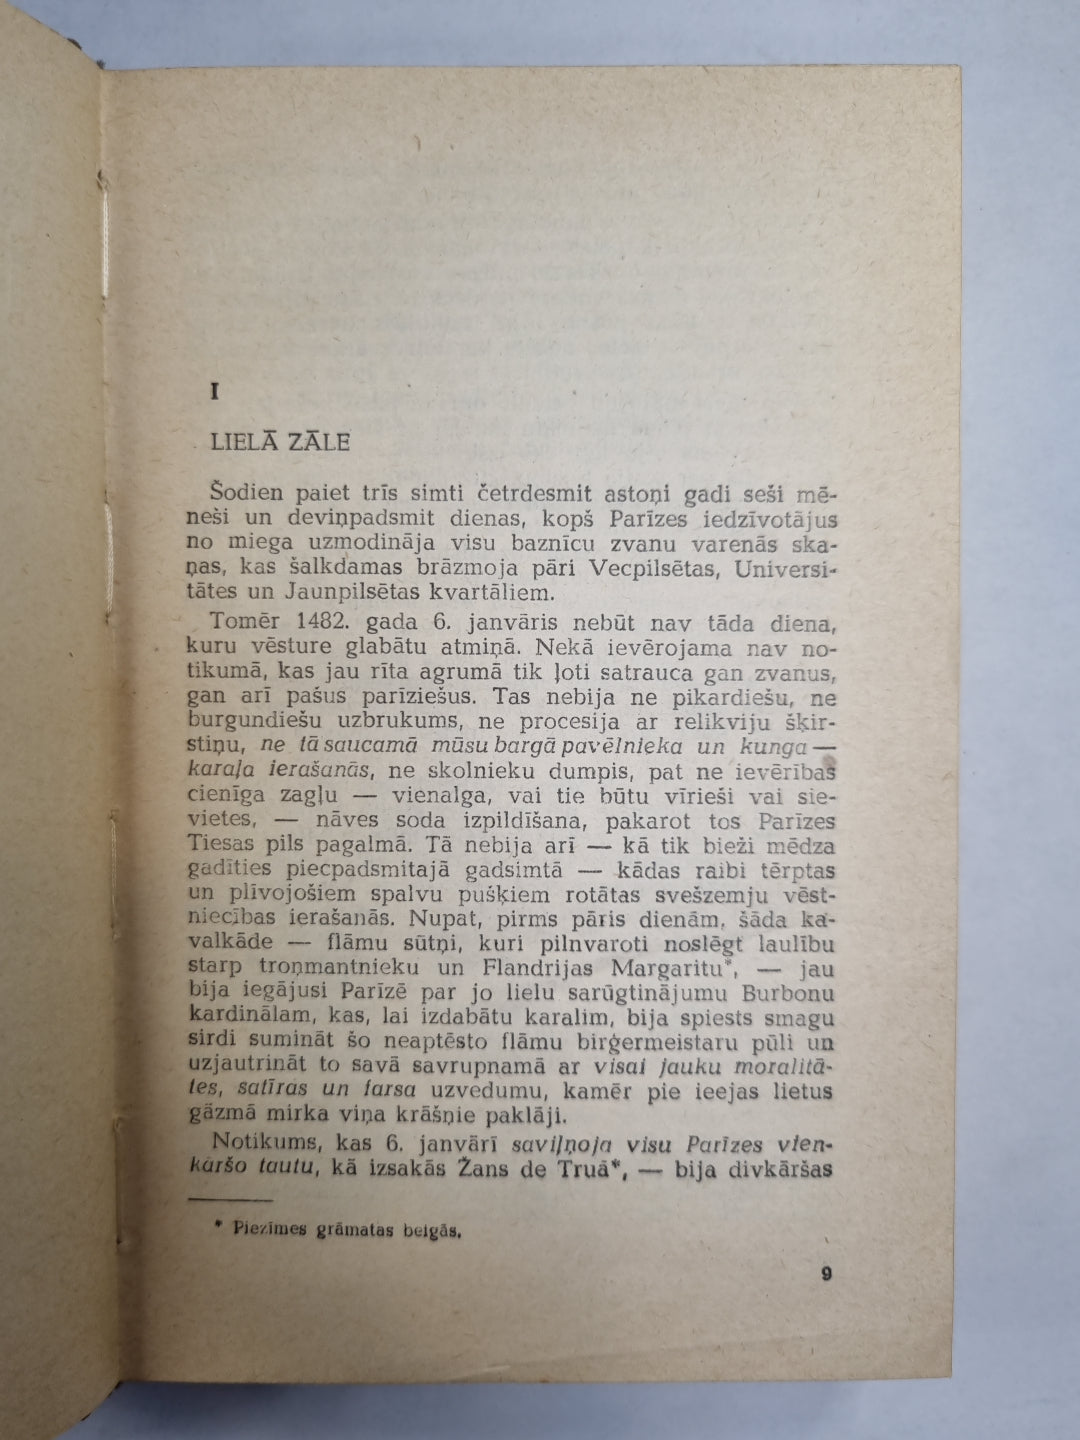 I
LIELĀ ZĀLE
Šodien paiet trīs simti četrdesmit astoņi gadi seši mē-
neši un deviņpadsmit dienas, kopš Parīzes iedzīvotājus
no miega uzmodināja visu baznīcu zvanu varenās ska-
ņas, kas šalkdamas brāzmoja pāri Vecpilsētas, Universi-
tātes un Jaunpilsētas kvartāliem.
Tomēr 1482. gada 6. janvāris nebūt nav tāda diena,
kuru vēsture glabātu atmiņā. Nekā ievērojama nav no-
tikumā, kas jau rīta agrumā tik ļoti satrauca gan zvanus,
gan arī pašus parīziešus. Tas nebija ne pikardiešu, ne
burgundiešu uzbrukums, ne procesija ar relikviju šķir-
stiņu, ne tā saucamā mūsu bargā pavēlnieka un kunga —
karaļa ierašanās, ne skolnieku dumpis, pat ne ievērības
cienīga zagļu — vienalga, vai tie būtu vīrieši vai sie-
vietes, — nāves soda izpildīšana, pakarot tos Parīzes
Tiesas pils pagalmā. Tā nebija arī — kā tik bieži mēdza
gadīties piecpadsmitajā gadsimtā — kādas raibi tērptas
un plīvojošiem spalvu pušķiem rotātas svešzemju vēst-
niecības ierašanās. Nupat, pirms pāris dienām, šāda ka-
valkāde — flāmu sūtņi, kuri pilnvaroti noslēgt laulību
starp troņmantnieku un Flandrijas Margaritu*, — jau
bija iegājusi Parīzē par jo lielu sarūgtinājumu Burbonu
kardinālam, kas, lai izdabātu karalim, bija spiests smagu
sirdi sumināt šo neaptēsto flāmu birģermeistaru pūli un
uzjautrināt to savā savrupnamā ar visai jauku moralitā-
tes, satīras un farsa uzvedumu, kamēr pie ieejas lietus
gāzmā mirka viņa krāšņie paklāji.
Notikums, kas 6. janvārī saviļņoja visu Parīzes vien-
kāršo tautu, kā izsakās Žans de Truā*, — bija divkāršas
* Piezīmes grāmatas beigās.
9